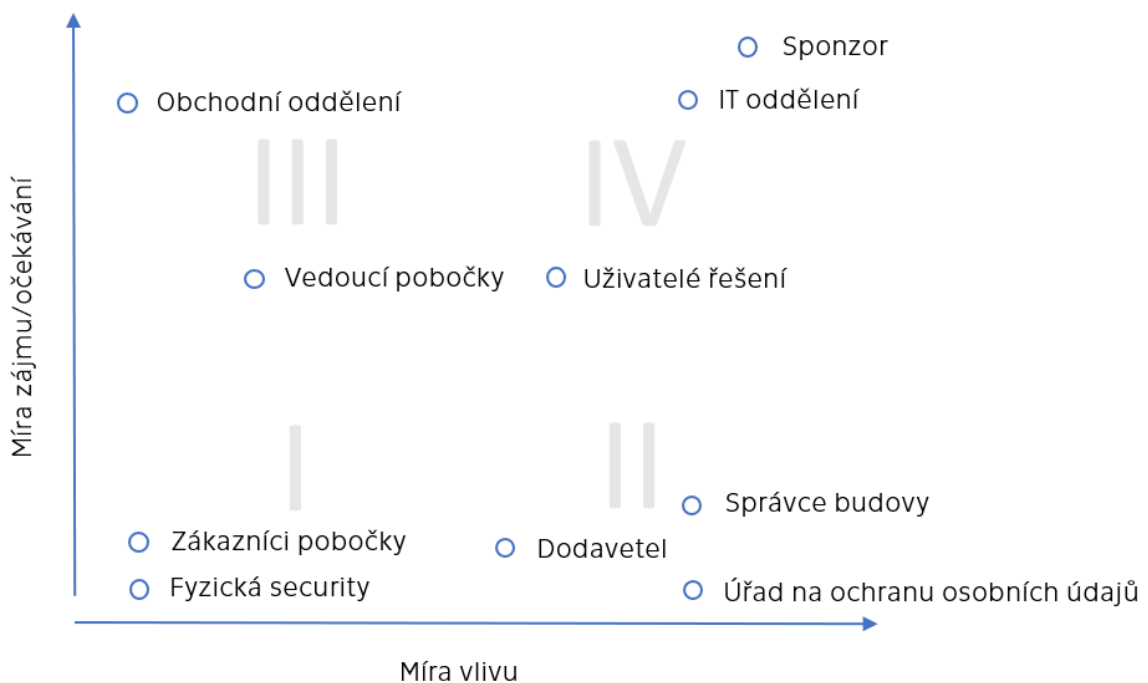 Sponzor
Obchodní oddělení
IT oddělení
III
IV
Míra zájmu/očekávání
Vedoucí pobočky
Uživatelé řešení
I
II
Správce budovy
Zákazníci pobočky
Dodavetel
Fyzická security
Úřad na ochranu osobních údajů
Míra vlivu